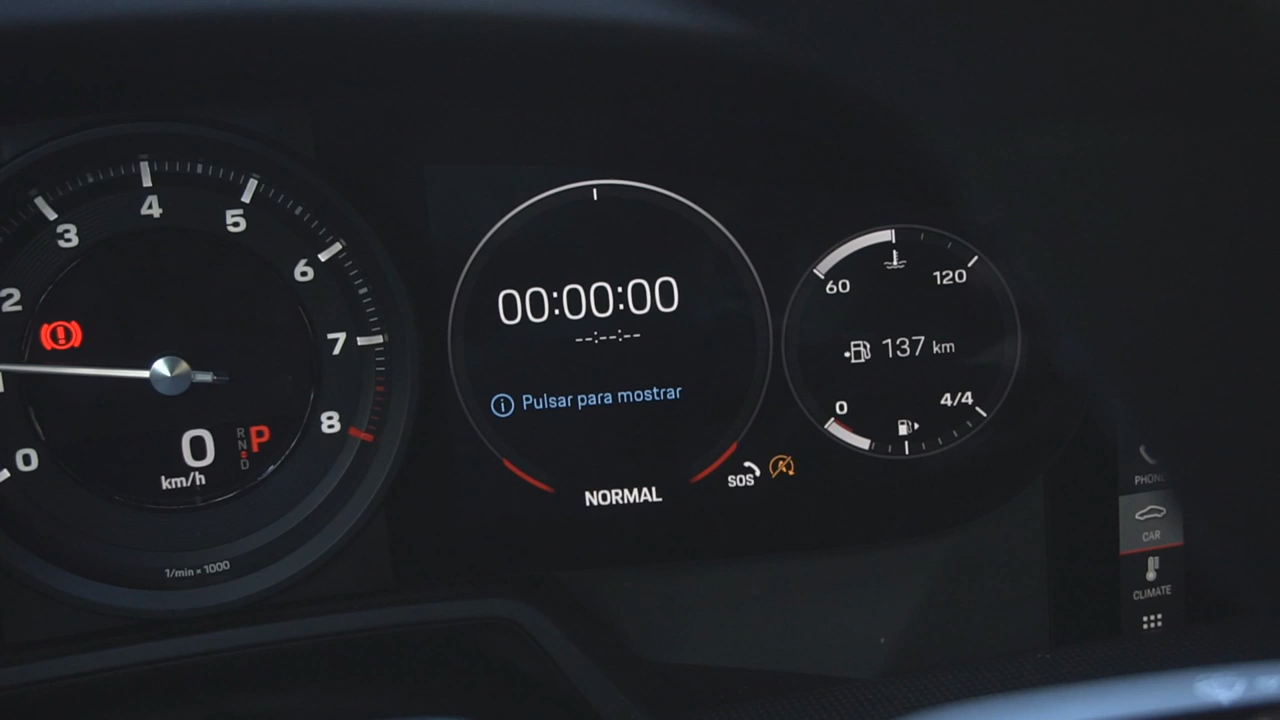 0
2
3
4
5
6
7
8
0
km/h
R
N
D
P
1/min × 1000
00:00:00
--:--:--
Pulsar para mostrar
NORMAL
SOS
60
120
137 km
0
4/4
PHONE
CAR
CLIMATE